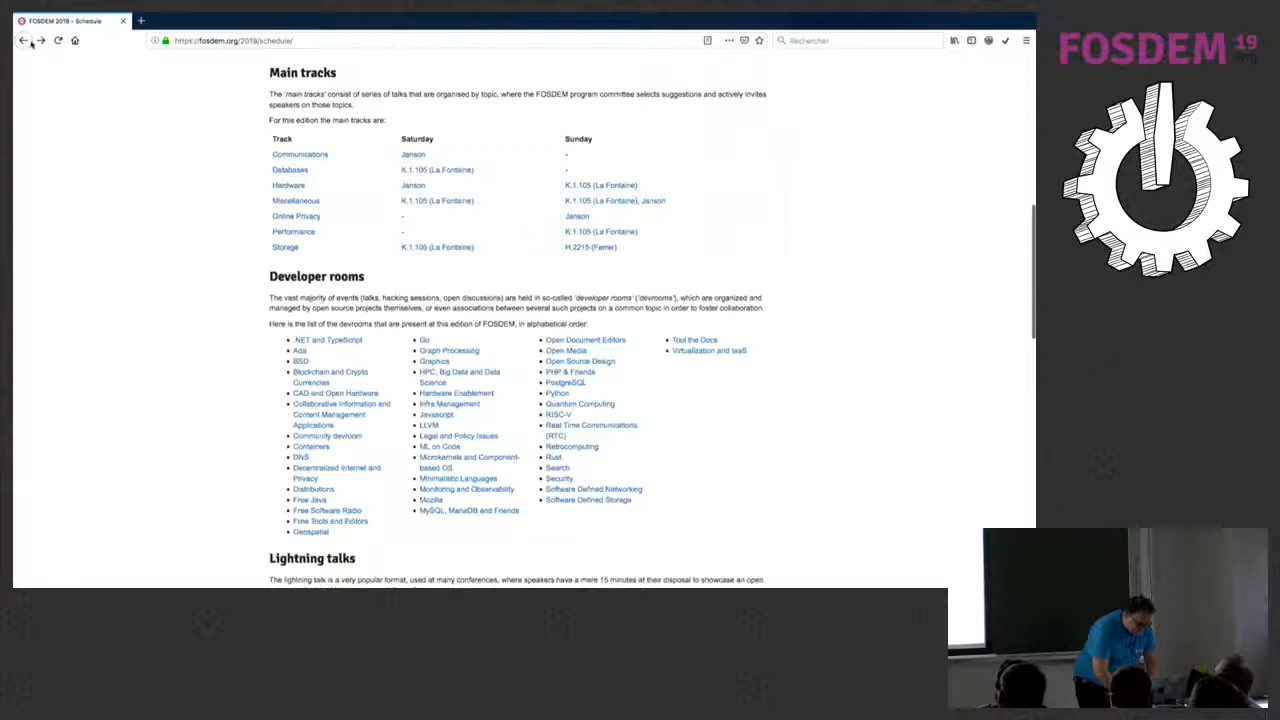 FOSDEM 2019 - Schedule
https://fosdem.org/2019/schedule/
Rechercher
FOSDEM 19
.org
Main tracks
The 'main tracks' consist of series of talks that are organised by topic, where the FOSDEM program committee selects suggestions and actively invites
speakers on those topics.
For this edition the main tracks are:
Track Saturday Sunday
Communications Janson -
Databases K.1.105 (La Fontaine) -
Hardware Janson K.1.105 (La Fontaine)
Miscellaneous K.1.105 (La Fontaine) K.1.105 (La Fontaine), Janson
Online Privacy - Janson
Performance - K.1.105 (La Fontaine)
Storage K.1.105 (La Fontaine) H.2215 (Ferrer)
Developer rooms
The vast majority of events (talks, hacking sessions, open discussions) are held in so-called 'developer rooms' ('devrooms'), which are organized and
managed by open source projects themselves, or even associations between several such projects on a common topic in order to foster collaboration.
Here is the list of the devrooms that are present at this edition of FOSDEM, in alphabetical order:
.NET and TypeScript
Ada
BSD
Blockchain and Crypto
Currencies
CAD and Open Hardware
Collaborative Information and
Content Management
Applications
Community devroom
Containers
DNS
Decentralized Internet and
Privacy
Distributions
Free Java
Free Software Radio
Free Tools and Editors
Geospatial
Go
Graph Processing
Graphics
HPC, Big Data and Data
Science
Hardware Enablement
Infra Management
Javascript
LLVM
Legal and Policy Issues
ML on Code
Microkernels and Component-
based OS
Minimalistic Languages
Monitoring and Observability
Mozilla
MySQL, MariaDB and Friends
Open Document Editors
Open Media
Open Source Design
PHP & Friends
PostgreSQL
Python
Quantum Computing
RISC-V
Real Time Communications
(RTC)
Retrocomputing
Rust
Search
Security
Software Defined Networking
Software Defined Storage
Tool the Docs
Virtualization and IaaS
Lightning talks
The lightning talk is a very popular format, used at many conferences, where speakers have a mere 15 minutes at their disposal to showcase an open